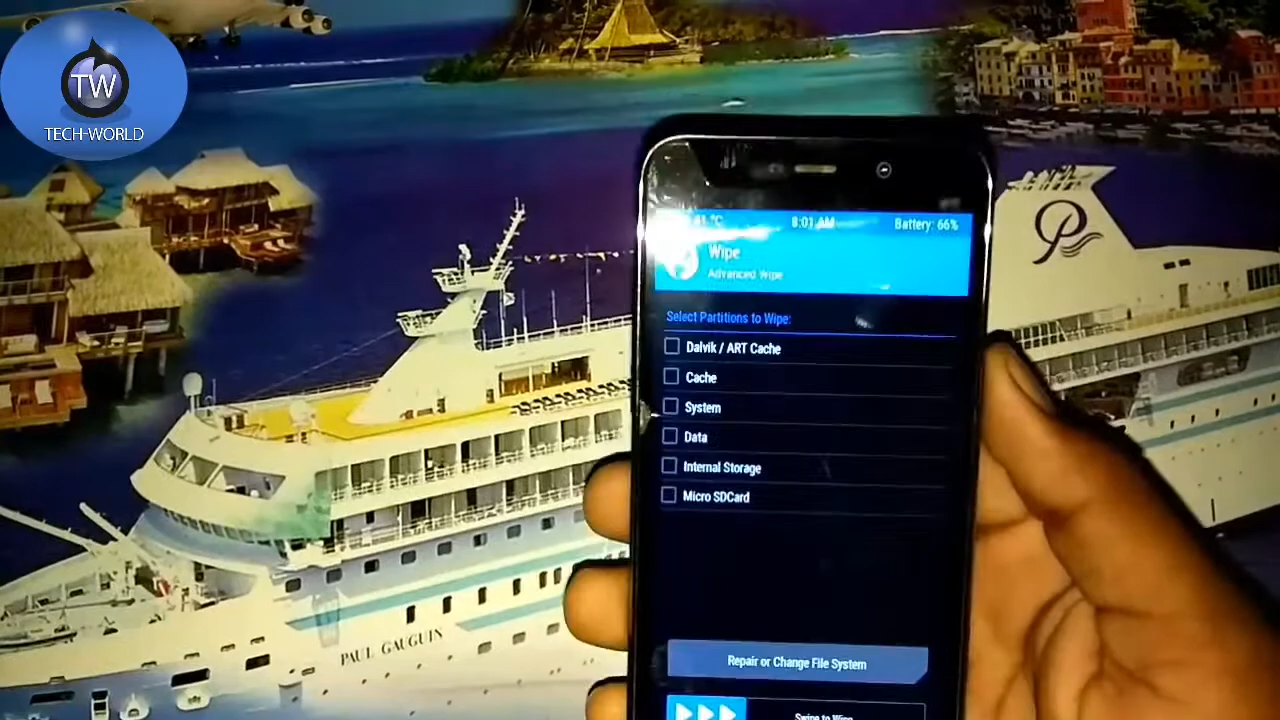 TW
TECH-WORLD
8:01 AM
Battery: 66%
Wipe
Advanced Wipe
Select Partitions to Wipe:
Dalvik / ART Cache
Cache
System
Data
Internal Storage
Micro SDCard
Repair or Change File System
Swipe to Wipe
PAUL GAUGUIN
P